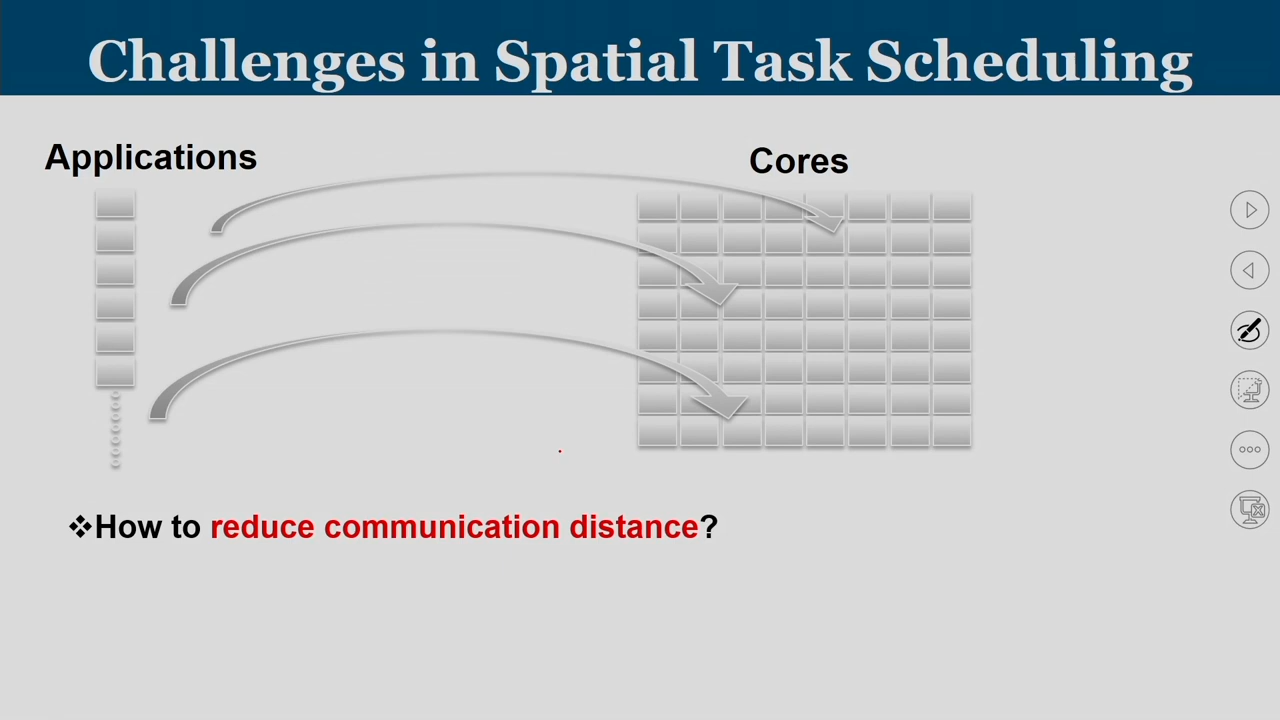 Challenges in Spatial Task Scheduling
Applications
Cores
❖How to reduce communication distance?